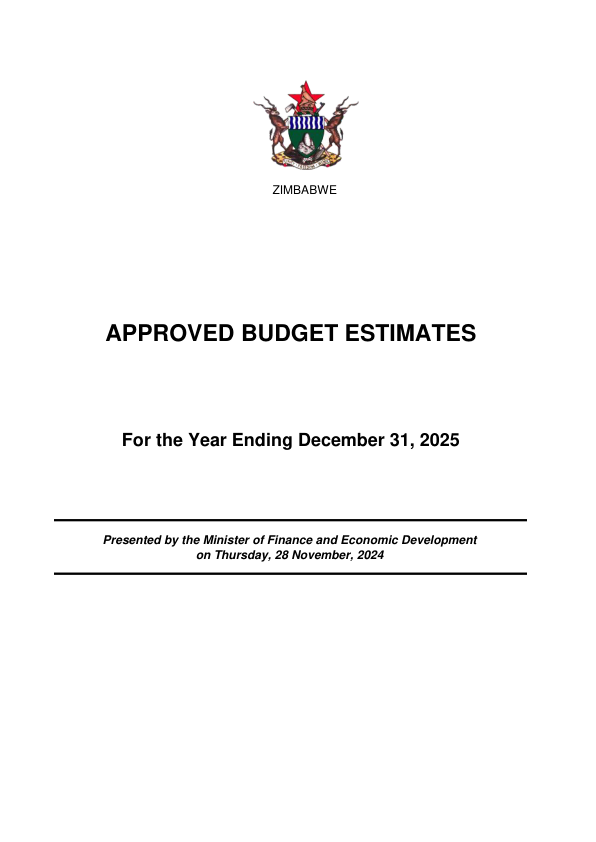 ZIMBABWE
APPROVED BUDGET ESTIMATES
For the Year Ending December 31, 2025
Presented by the Minister of Finance and Economic Development
on Thursday, 28 November, 2024